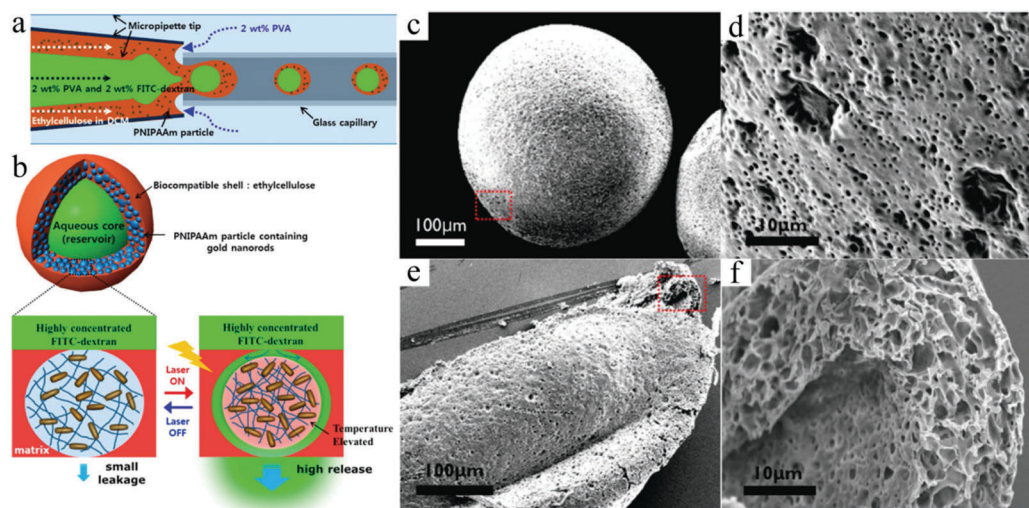 a
Micropipette tip
2 wt% PVA
2 wt% PVA and 2 wt% FITC-dextran
Ethylcellulose in DCM
PNIPAAm particle
Glass capillary
b
Biocompatible shell : ethylcellulose
Aqueous core
(reservoir)
PNIPAAm particle containing
gold nanorods
Highly concentrated
FITC-dextran
Highly concentrated
FITC-dextran
Laser
ON
Laser
OFF
Temperature
Elevated
matrix
small
leakage
high release
c
100μm
d
10μm
e
100μm
f
10μm